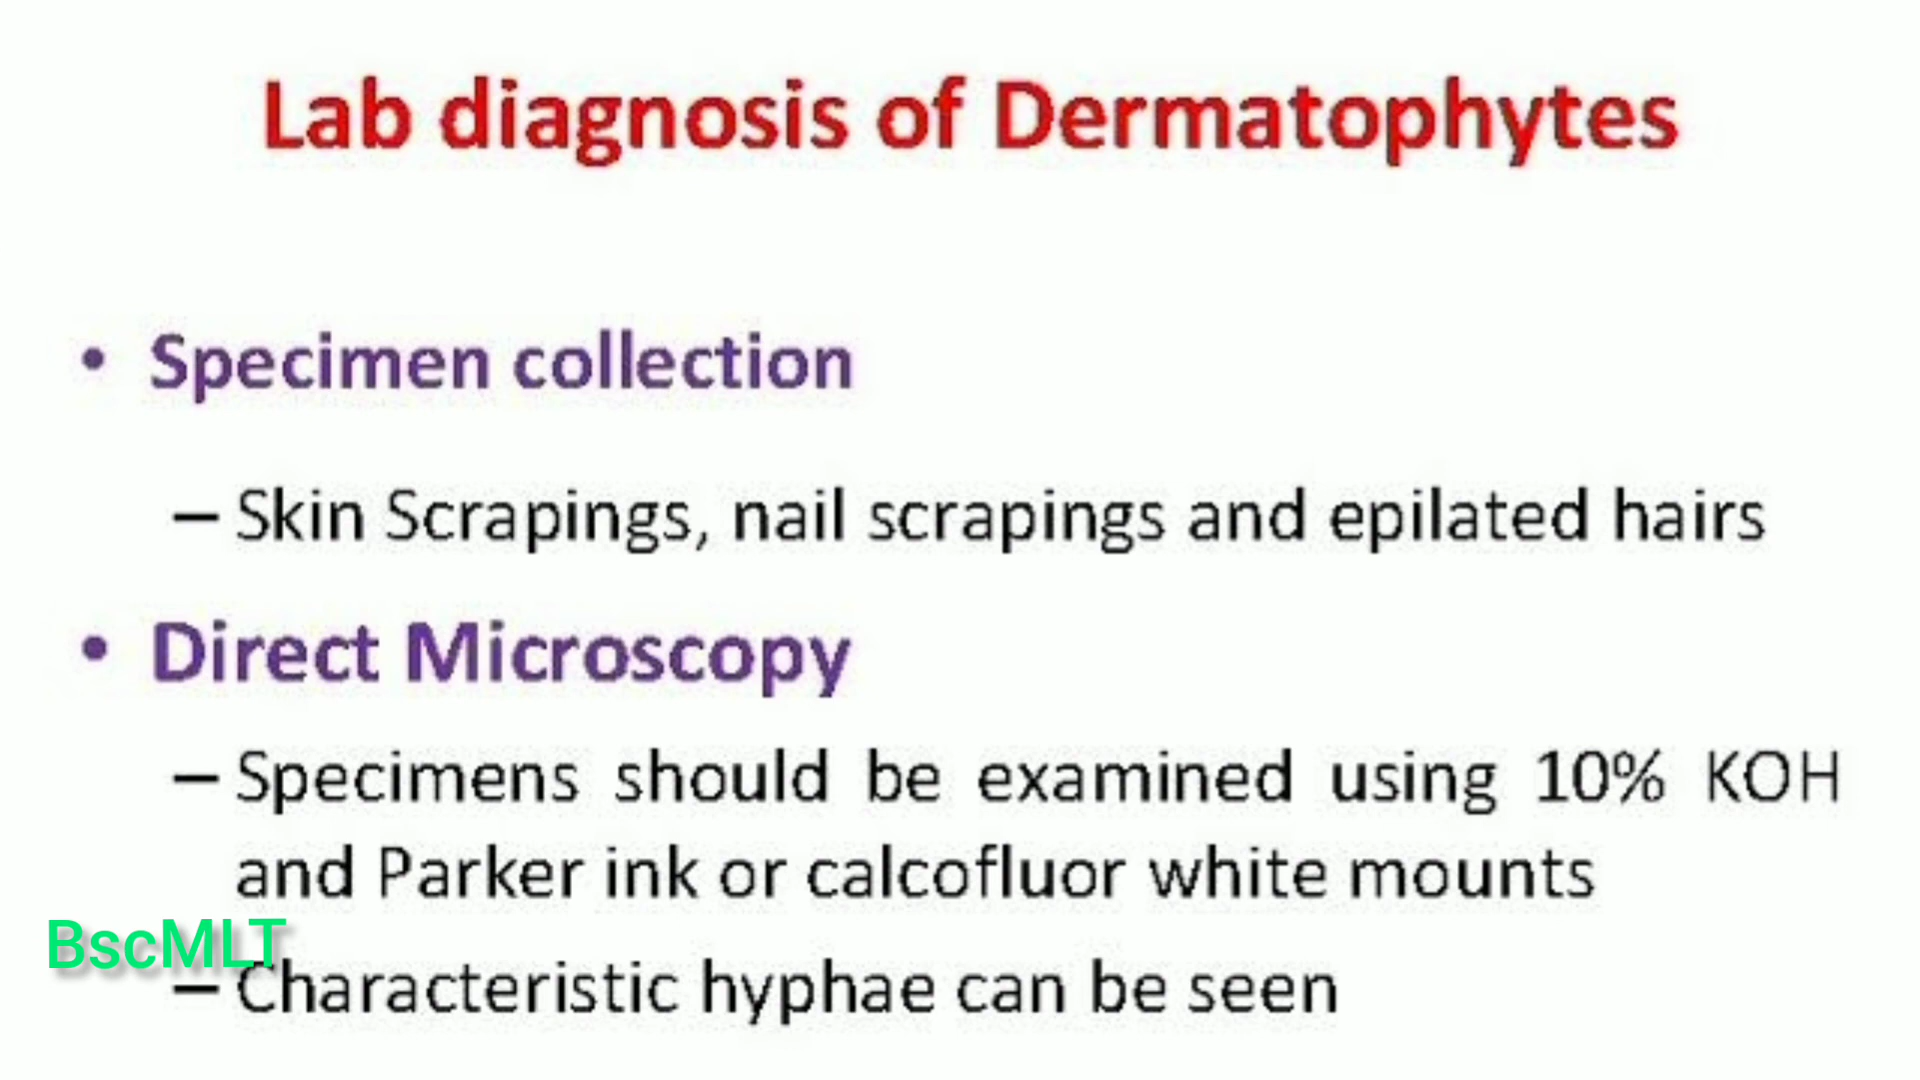 Lab diagnosis of Dermatophytes
• Specimen collection
– Skin Scrapings, nail scrapings and epilated hairs
• Direct Microscopy
– Specimens should be examined using 10% KOH
and Parker ink or calcofluor white mounts
BscMLT
– Characteristic hyphae can be seen